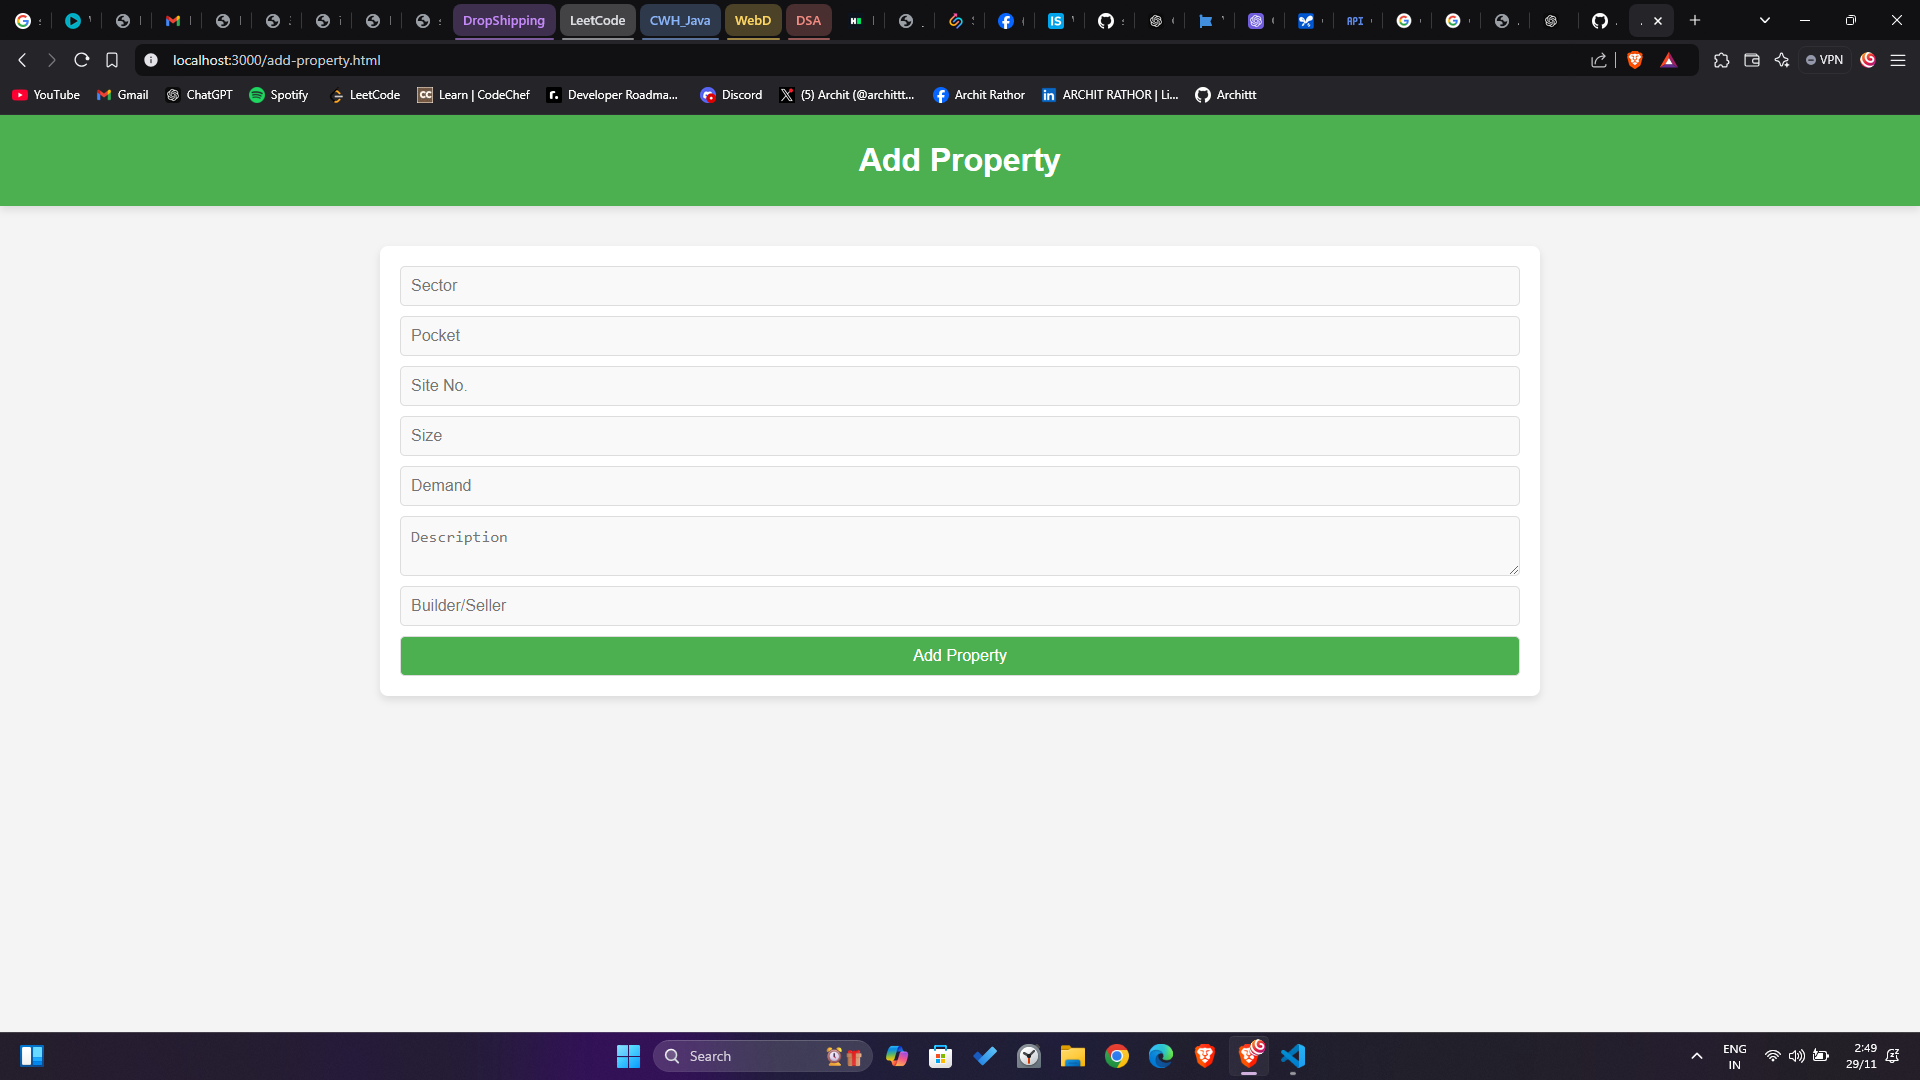 DropShipping
LeetCode
CWH_Java
WebD
DSA
API
localhost:3000/add-property.html
VPN
YouTube
Gmail
ChatGPT
Spotify
LeetCode
Learn | CodeChef
Developer Roadma...
Discord
(5) Archit (@archittt...
Archit Rathor
ARCHIT RATHOR | Li...
Archittt
Add Property
Sector
Pocket
Site No.
Size
Demand
Description
Builder/Seller
Add Property
Search
ENG
IN
2:49
29/11